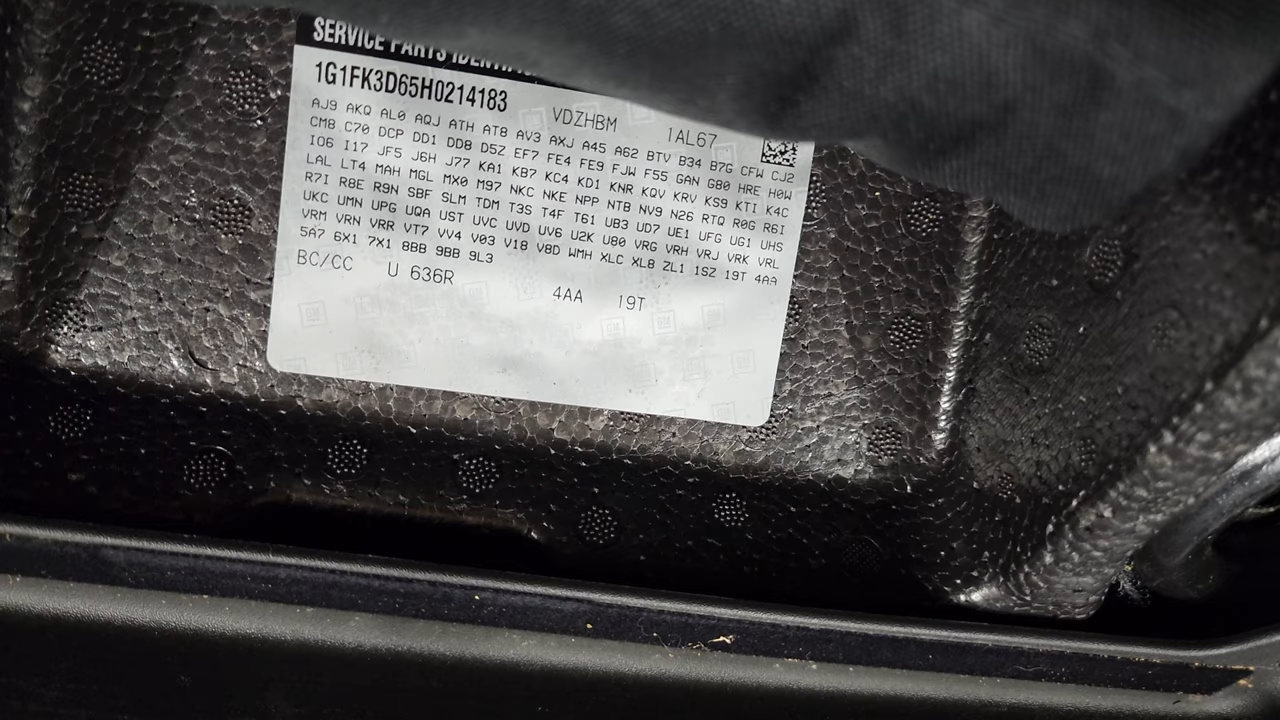 SERVICE PARTS IDENTIF
1G1FK3D65H0214183
VDZHBM 1AL67
AJ9 AKQ AL0 AQJ ATH AT8 AV3 AXJ A45 A62 BTV B34 B7G CFW CJ2
CM8 C70 DCP DD1 DD8 D5Z EF7 FE4 FE9 FJW F55 GAN G80 HRE H0W
IO6 I17 JF5 J6H J77 KA1 KB7 KC4 KD1 KNR KQV KRV KS9 KTI K4C
LAL LT4 MAH MGL MX0 M97 NKC NKE NPP NTB NV9 N26 RTQ R0G R6I
R7I R8E R9N SBF SLM TDM T3S T4F T61 UB3 UD7 UE1 UFG UG1 UHS
UKC UMN UPG UQA UST UVC UVD UV6 U2K U80 VRG VRH VRJ VRK VRL
VRM VRN VRR VT7 VV4 V03 V18 V8D WMH XLC XL8 ZL1 1SZ 19T 4AA
5A7 6X1 7X1 8BB 9BB 9L3
BC/CC U 636R 4AA 19T